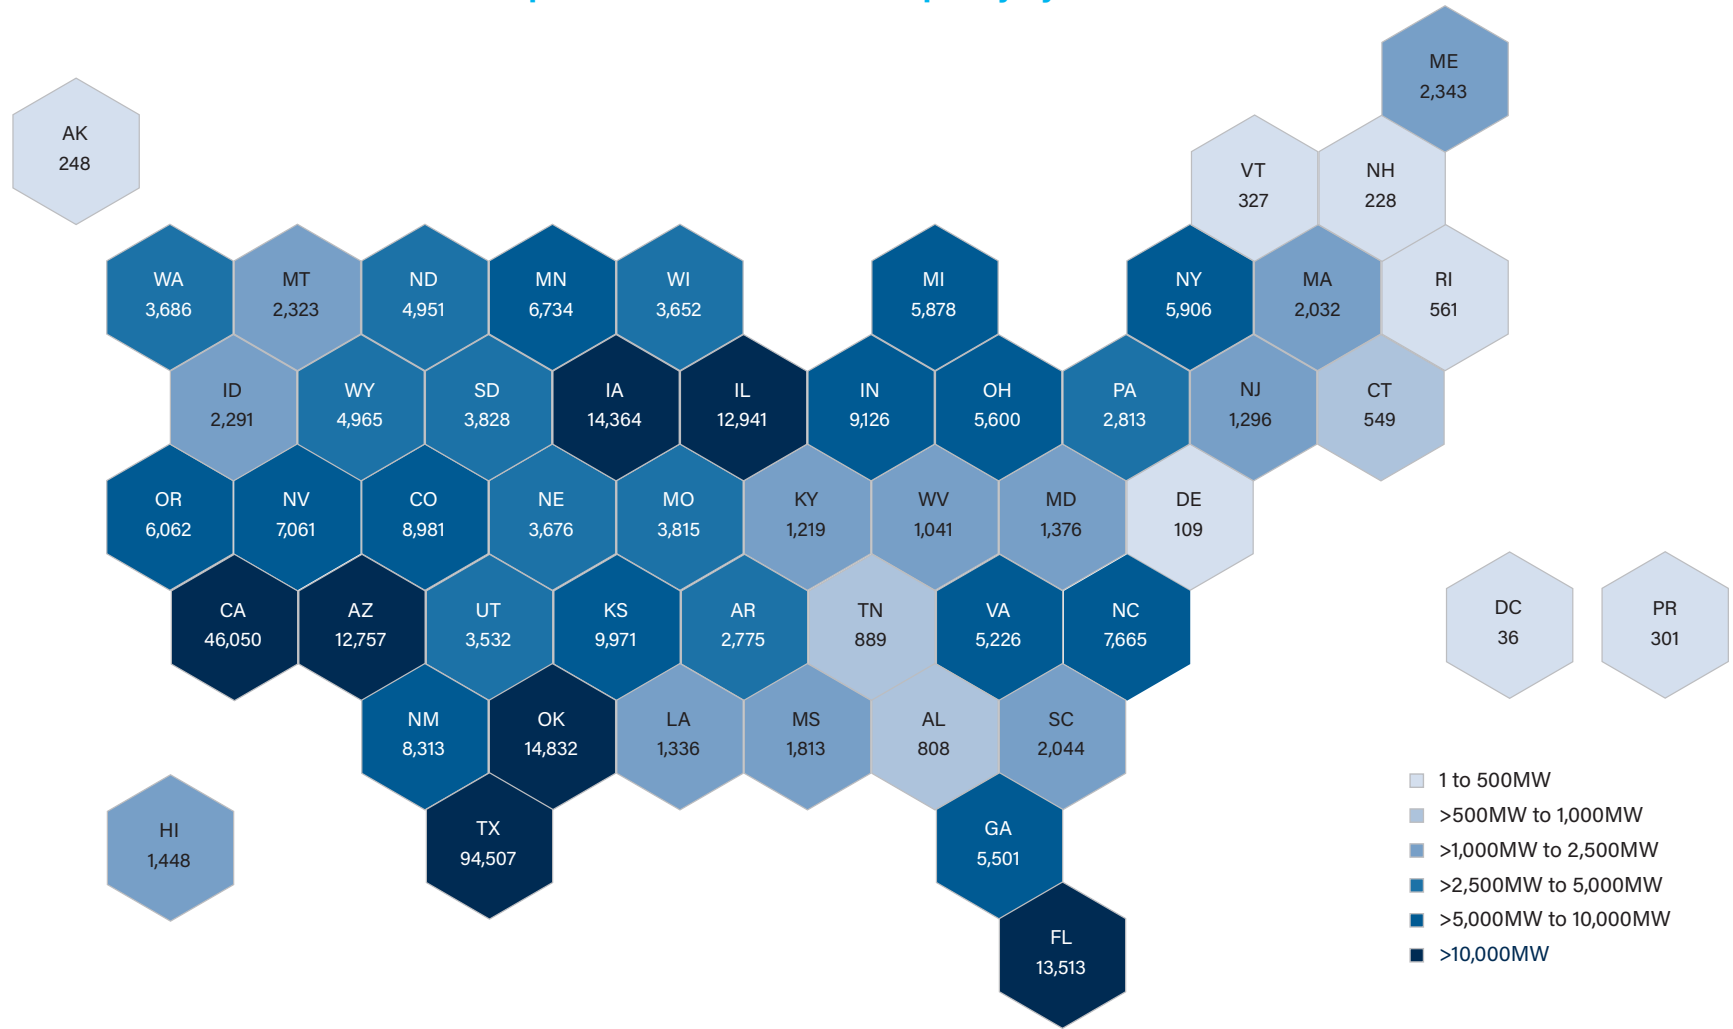 ME
2,343
AK
248
VT
327
NH
228
WA
3,686
MT
2,323
ND
4,951
MN
6,734
WI
3,652
MI
5,878
NY
5,906
MA
2,032
RI
561
ID
2,291
WY
4,965
SD
3,828
IA
14,364
IL
12,941
IN
9,126
OH
5,600
PA
2,813
NJ
1,296
CT
549
OR
6,062
NV
7,061
CO
8,981
NE
3,676
MO
3,815
KY
1,219
WV
1,041
MD
1,376
DE
109
CA
46,050
AZ
12,757
UT
3,532
KS
9,971
AR
2,775
TN
889
VA
5,226
NC
7,665
DC
36
PR
301
NM
8,313
OK
14,832
LA
1,336
MS
1,813
AL
808
SC
2,044
HI
1,448
TX
94,507
GA
5,501
FL
13,513
1 to 500MW
>500MW to 1,000MW
>1,000MW to 2,500MW
>2,500MW to 5,000MW
>5,000MW to 10,000MW
>10,000MW